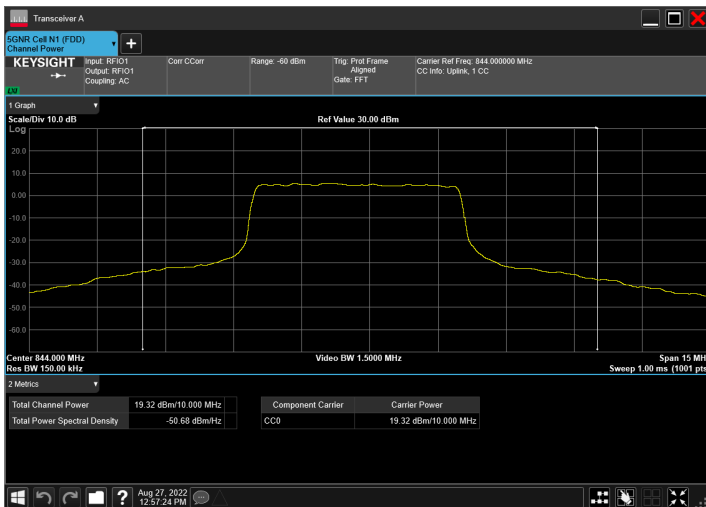 Transceiver A
5GNR Cell N1 (FDD)
Channel Power
KEYSIGHT
Input: RFIO1
Output: RFIO1
Coupling: AC
Corr CCorr
Range: -60 dBm
Trig: Prot Frame
Aligned
Gate: FFT
Carrier Ref Freq: 844.000000 MHz
CC Info: Uplink, 1 CC
LXI
1 Graph
Scale/Div 10.0 dB
Ref Value 30.00 dBm
Log
20.0
10.0
0.00
-10.0
-20.0
-30.0
-40.0
-50.0
-60.0
Center 844.000 MHz
Video BW 1.5000 MHz
Span 15 MH
Res BW 150.00 kHz
Sweep 1.00 ms (1001 pts
2 Metrics
Total Channel Power 19.32 dBm/10.000 MHz
Total Power Spectral Density -50.68 dBm/Hz
Component Carrier Carrier Power
CC0 19.32 dBm/10.000 MHz
Aug 27, 2022
12:57:24 PM